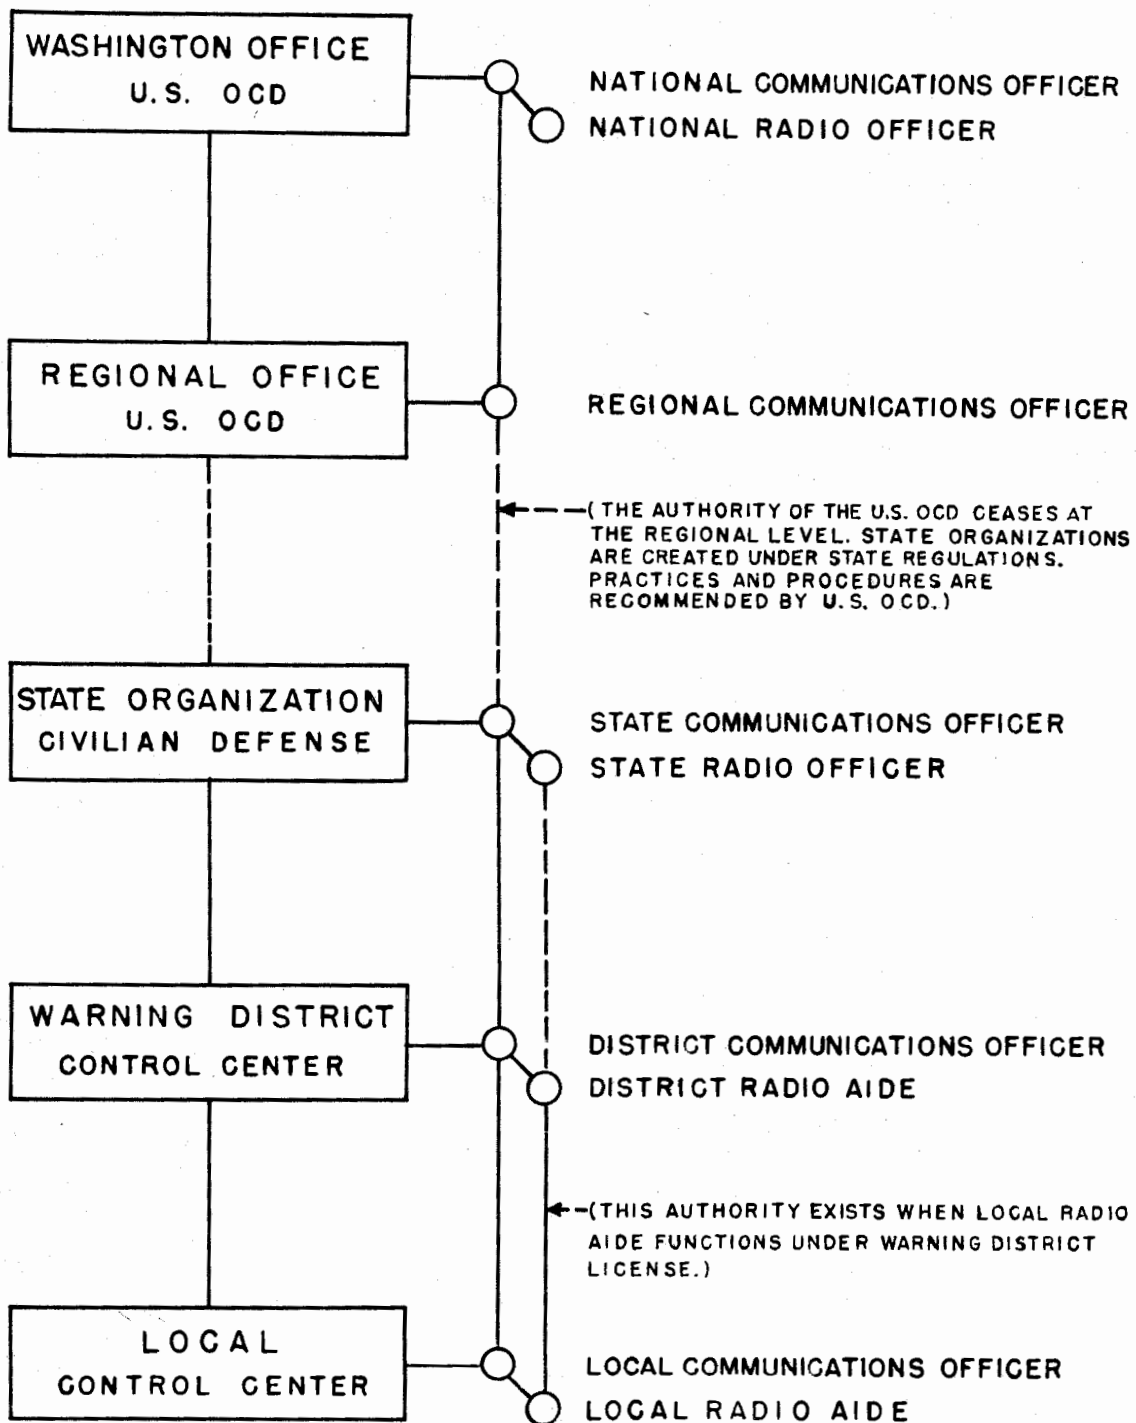 WASHINGTON OFFICE
U.S. OCD
NATIONAL COMMUNICATIONS OFFICER
NATIONAL RADIO OFFICER
REGIONAL OFFICE
U.S. OCD
REGIONAL COMMUNICATIONS OFFICER
(THE AUTHORITY OF THE U.S. OCD CEASES AT
THE REGIONAL LEVEL. STATE ORGANIZATIONS
ARE CREATED UNDER STATE REGULATIONS.
PRACTICES AND PROCEDURES ARE
RECOMMENDED BY U.S. OCD.)
STATE ORGANIZATION
CIVILIAN DEFENSE
STATE COMMUNICATIONS OFFICER
STATE RADIO OFFICER
WARNING DISTRICT
CONTROL CENTER
DISTRICT COMMUNICATIONS OFFICER
DISTRICT RADIO AIDE
(THIS AUTHORITY EXISTS WHEN LOCAL RADIO
AIDE FUNCTIONS UNDER WARNING DISTRICT
LICENSE.)
LOCAL
CONTROL CENTER
LOCAL COMMUNICATIONS OFFICER
LOCAL RADIO AIDE